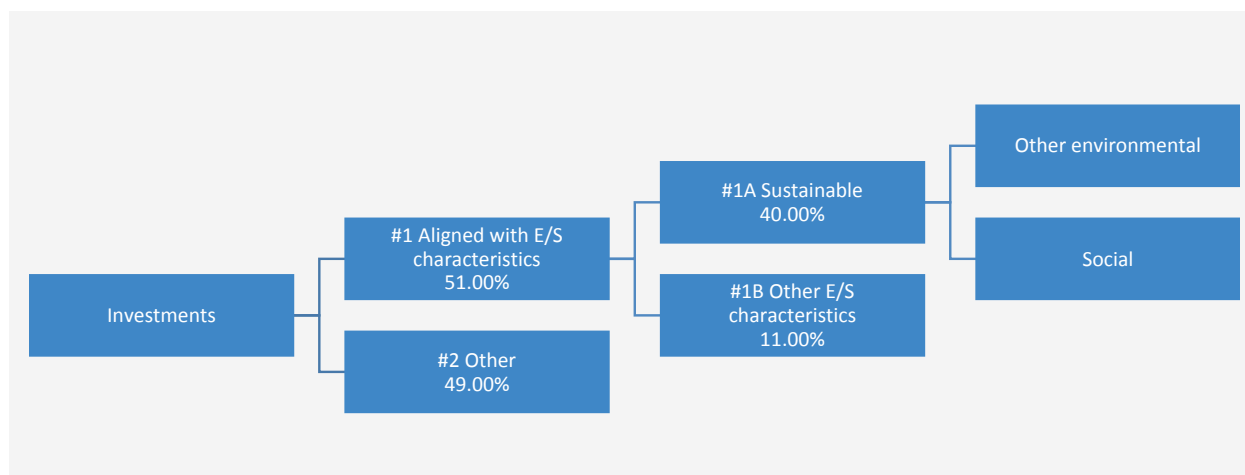 Investments
#1 Aligned with E/S
characteristics
51.00%
#2 Other
49.00%
#1A Sustainable
40.00%
#1B Other E/S
characteristics
11.00%
Other environmental
Social